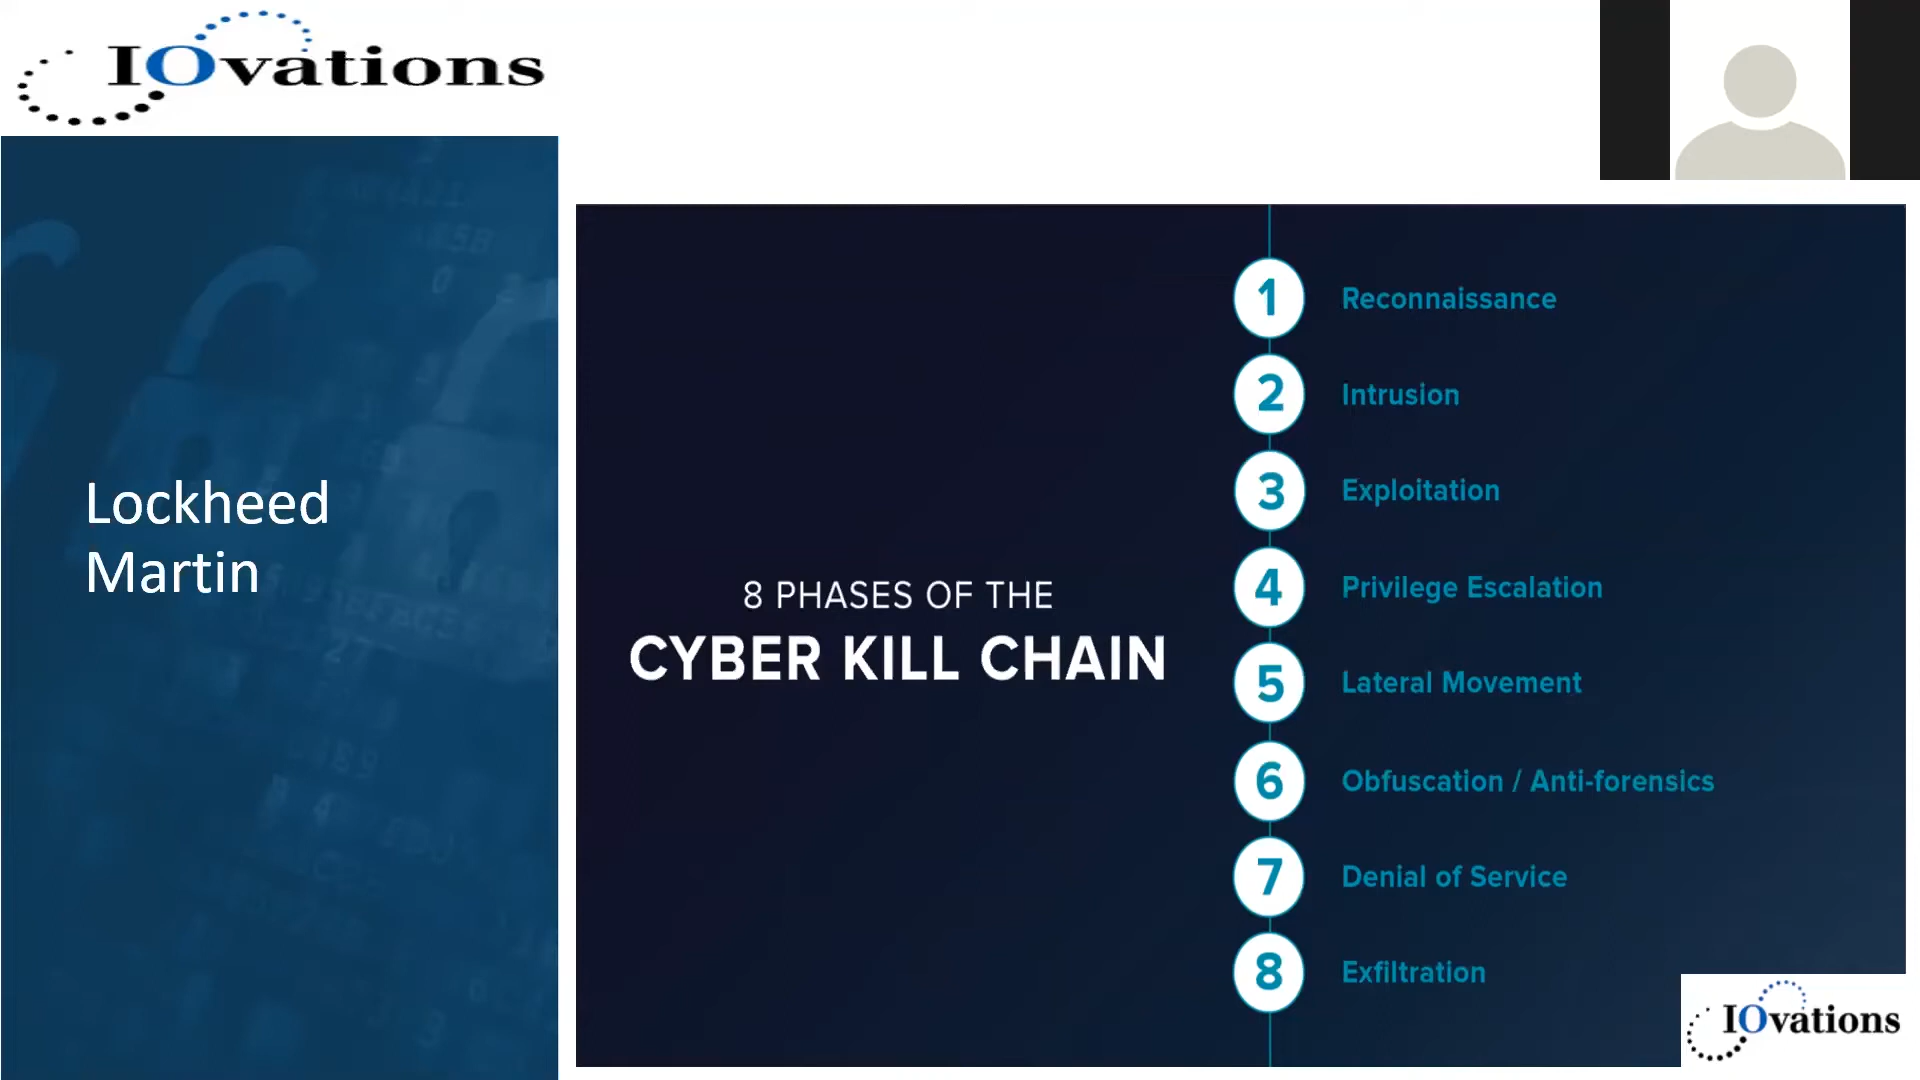 IOvations
Lockheed
Martin
8 PHASES OF THE
CYBER KILL CHAIN
1 Reconnaissance
2 Intrusion
3 Exploitation
4 Privilege Escalation
5 Lateral Movement
6 Obfuscation / Anti-forensics
7 Denial of Service
8 Exfiltration
IOvations